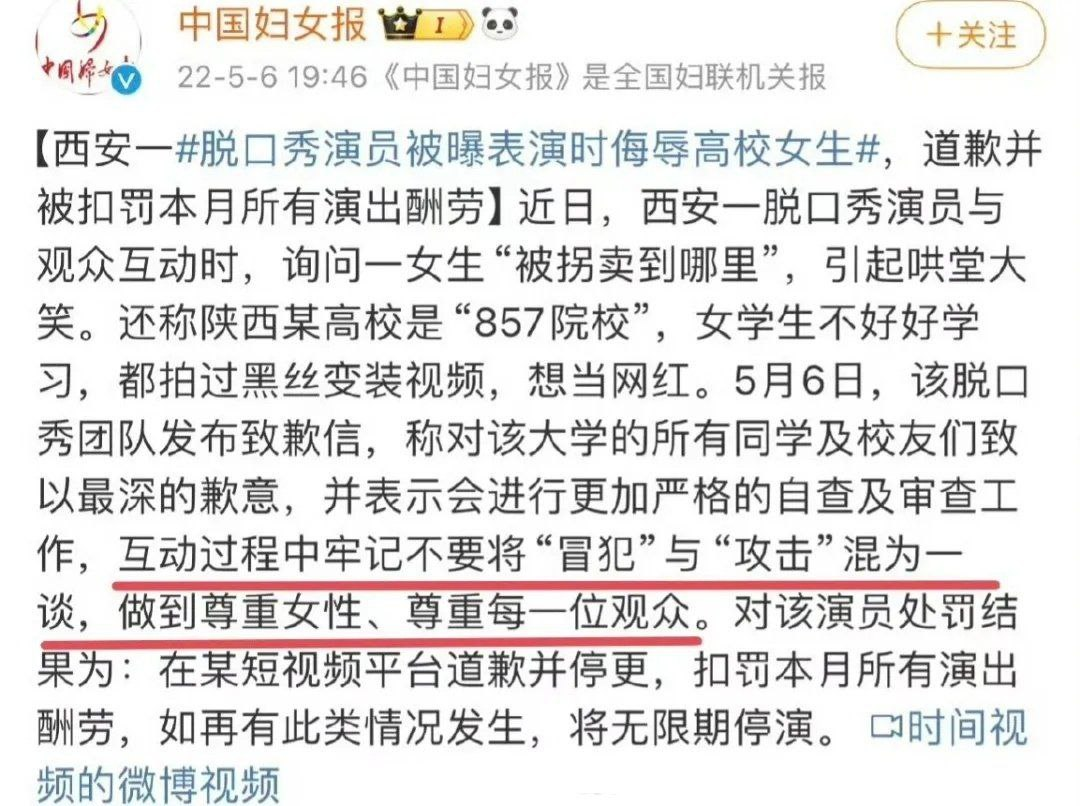 中国妇女报 I
+关注
中国妇女
22-5-6 19:46《中国妇女报》是全国妇联机关报
【西安一#脱口秀演员被曝表演时侮辱高校女生#，道歉并
被扣罚本月所有演出酬劳】近日，西安一脱口秀演员与
观众互动时，询问一女生“被拐卖到哪里”，引起哄堂大
笑。还称陕西某高校是“857院校”，女学生不好好学
习，都拍过黑丝变装视频，想当网红。5月6日，该脱口
秀团队发布致歉信，称对该大学的所有同学及校友们致
以最深的歉意，并表示会进行更加严格的自查及审查工
作，互动过程中牢记不要将“冒犯”与“攻击”混为一
谈，做到尊重女性、尊重每一位观众。对该演员处罚结
果为：在某短视频平台道歉并停更，扣罚本月所有演出
酬劳，如再有此类情况发生，将无限期停演。 时间视
频的微博视频